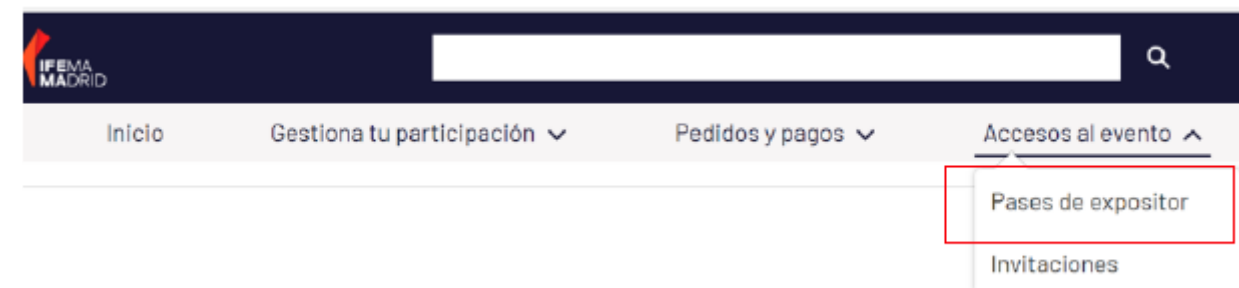 IFEMA
MADRID
Inicio Gestiona tu participación Pedidos y pagos Accesos al evento
Pases de expositor
Invitaciones